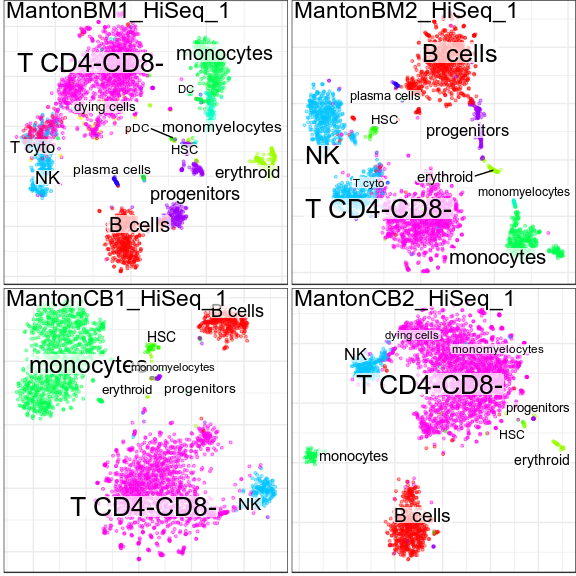 MantonBM1_HiSeq_1
monocytes
T CD4-CD8-
DC
dying cells
pDC
monomyelocytes
T cyto
HSC
erythroid
plasma cells
NK
progenitors
B cells
MantonBM2_HiSeq_1
B cells
plasma cells
HSC
progenitors
NK
erythroid
T cyto
monomyelocytes
T CD4-CD8-
monocytes
MantonCB1_HiSeq_1
B cells
HSC
monocytes
monomyelocytes
erythroid
progenitors
T CD4-CD8-
NK
MantonCB2_HiSeq_1
dying cells
NK
monomyelocytes
T CD4-CD8-
progenitors
HSC
monocytes
erythroid
B cells